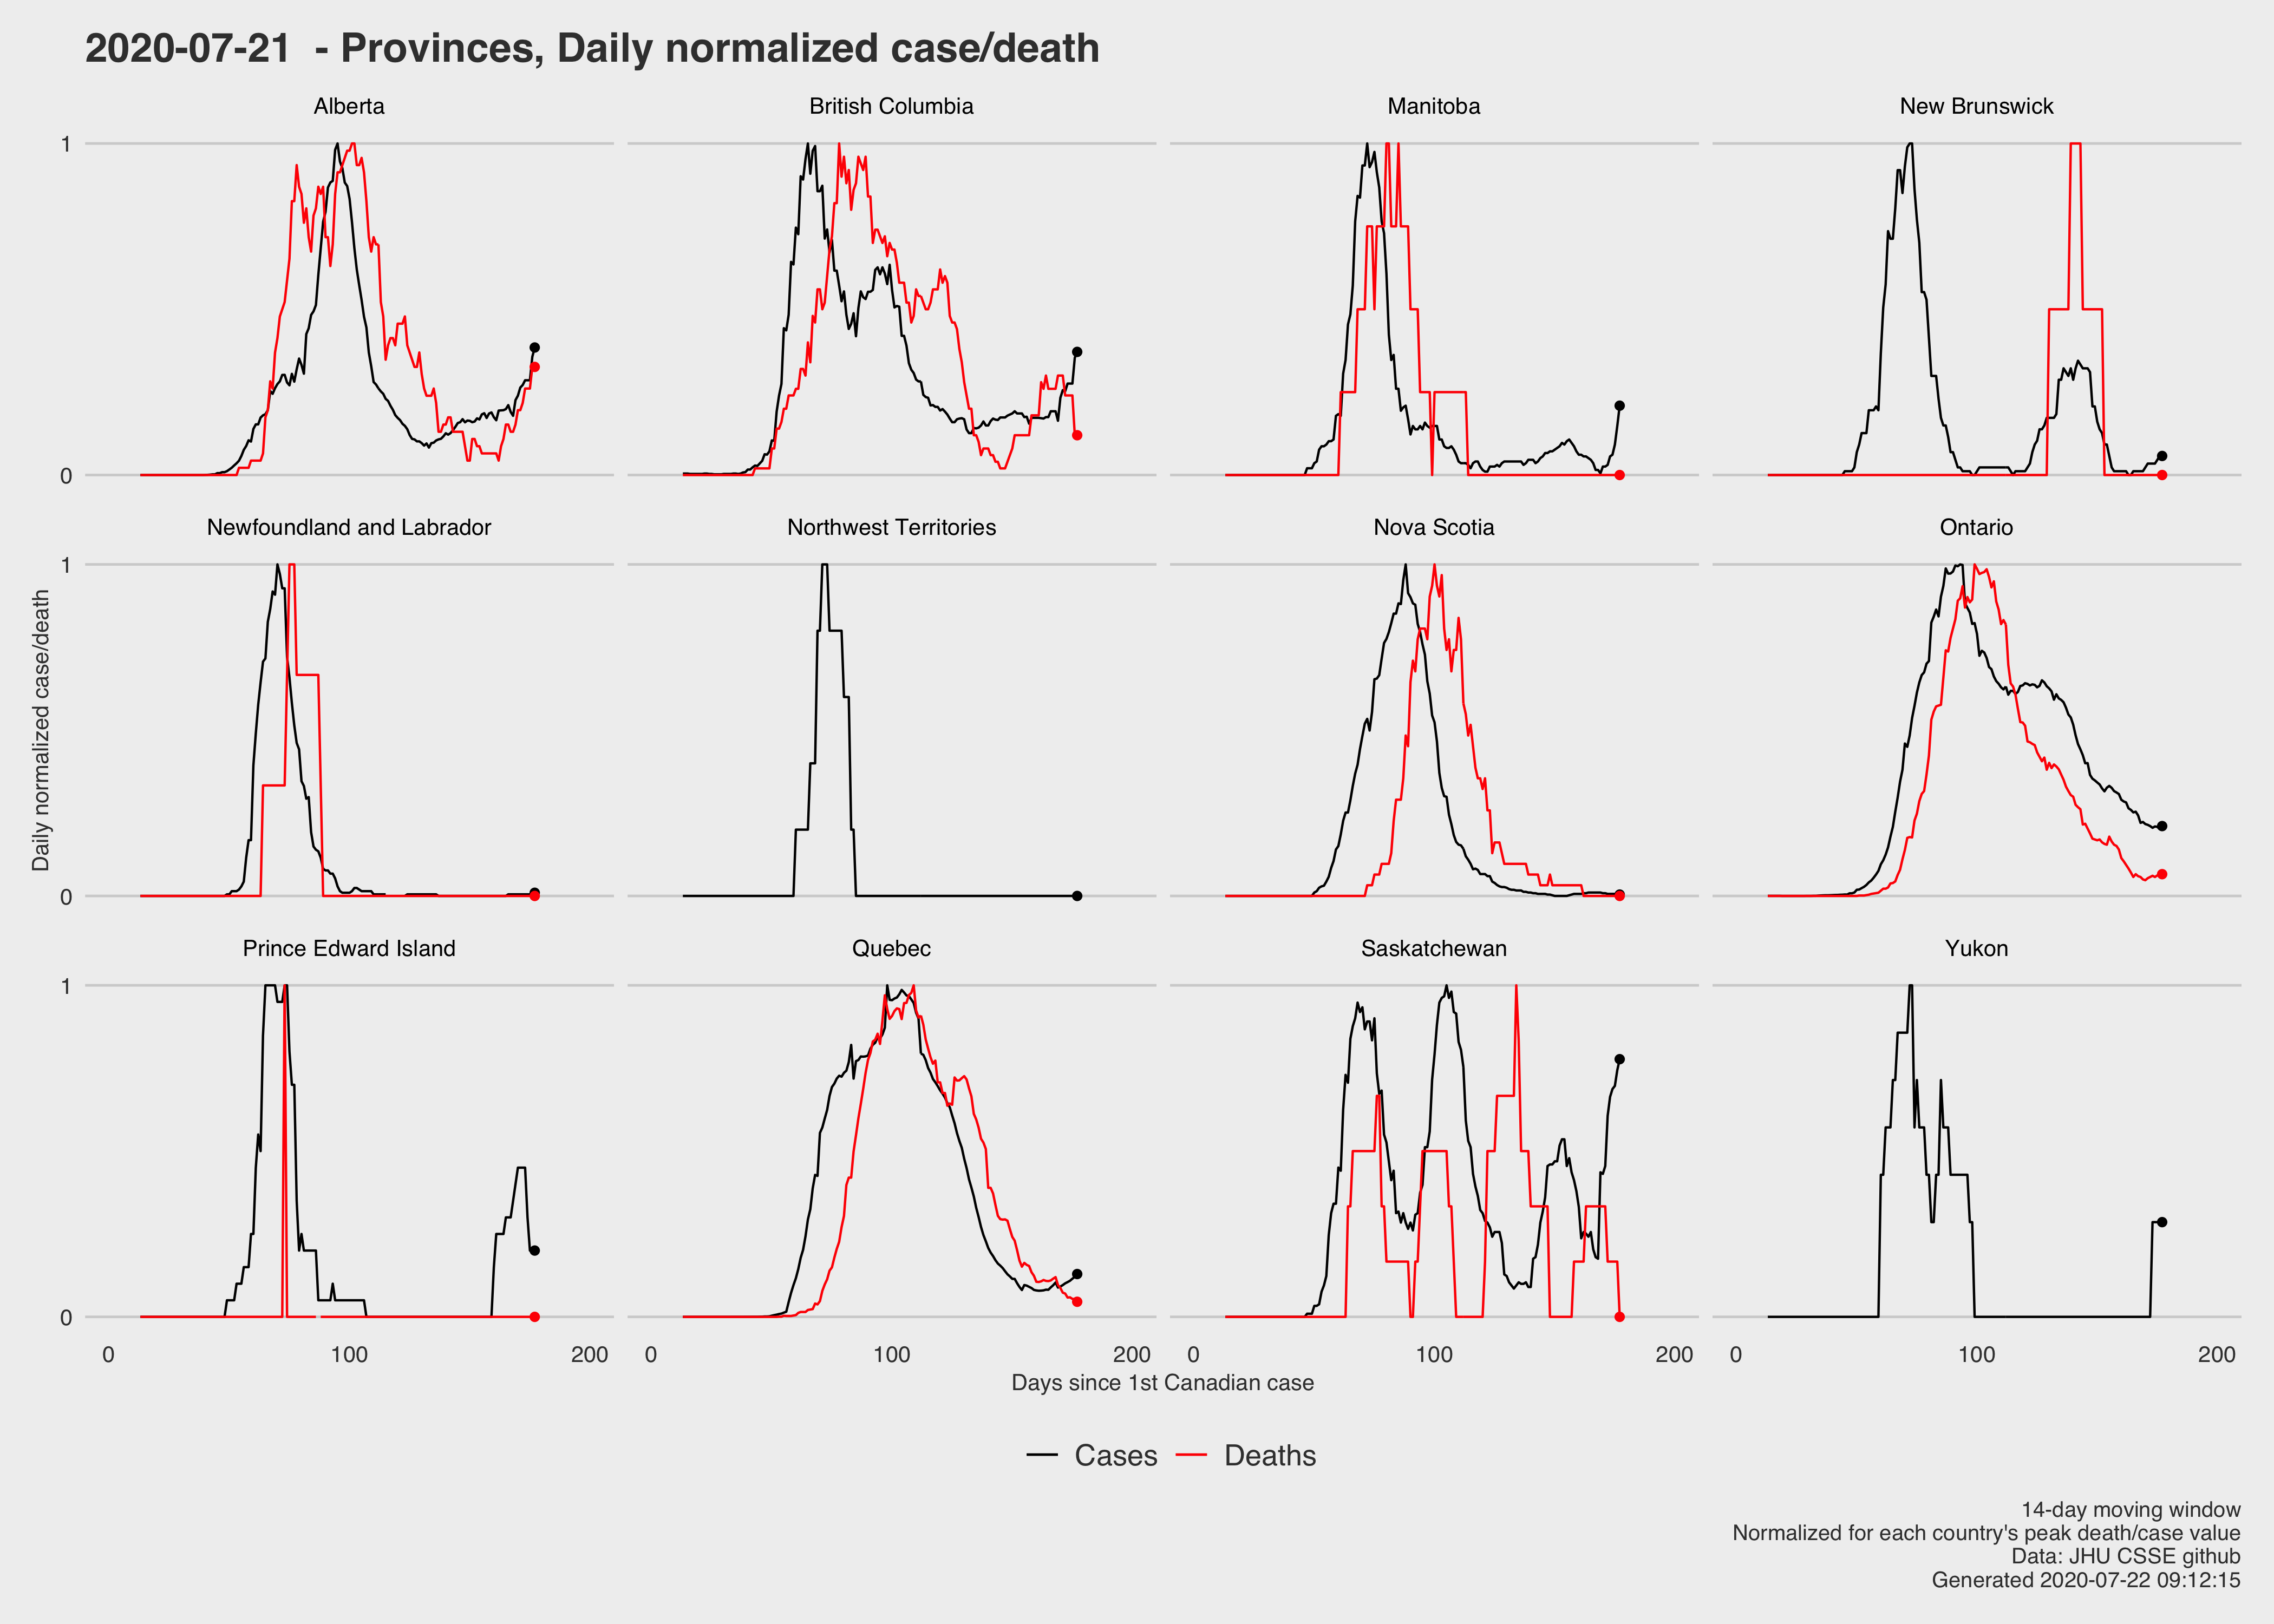 2020-07-21 - Provinces, Daily normalized case/death
Alberta
British Columbia
Manitoba
New Brunswick
1
0
Newfoundland and Labrador
Northwest Territories
Nova Scotia
Ontario
1
0
Daily normalized case/death
Prince Edward Island
Quebec
Saskatchewan
Yukon
1
0
0 100 200 0 100 200 0 100 200 0 100 200
Days since 1st Canadian case
Cases Deaths
14-day moving window
Normalized for each country's peak death/case value
Data: JHU CSSE github
Generated 2020-07-22 09:12:15